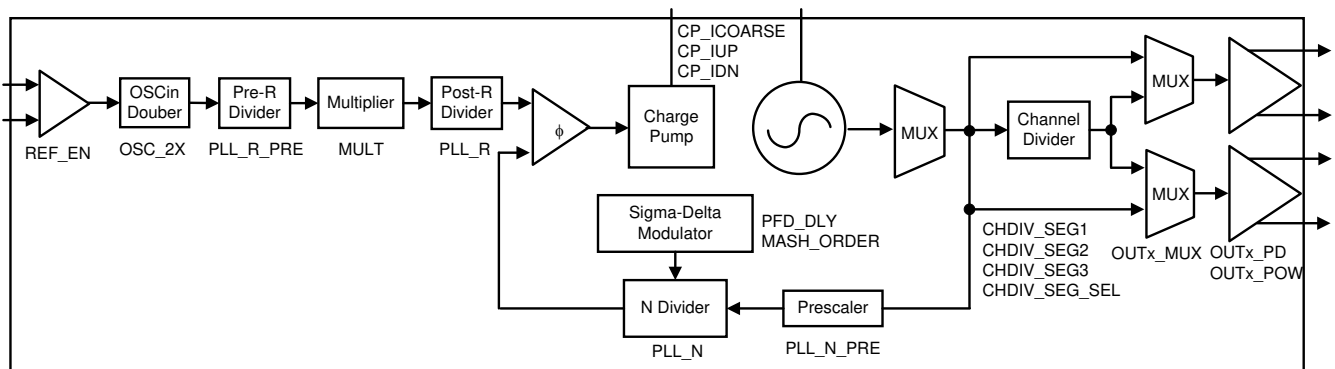 CP_ICOARSE
CP_IUP
CP_IDN
OSCin
Douber
Pre-R
Divider
Multiplier
Post-R
Divider
ϕ
Charge
Pump
MUX
Channel
Divider
MUX
MUX
REF_EN
OSC_2X
PLL_R_PRE
MULT
PLL_R
Sigma-Delta
Modulator
PFD_DLY
MASH_ORDER
CHDIV_SEG1
CHDIV_SEG2
CHDIV_SEG3
CHDIV_SEG_SEL
OUTx_MUX
OUTx_PD
OUTx_POW
N Divider
Prescaler
PLL_N
PLL_N_PRE